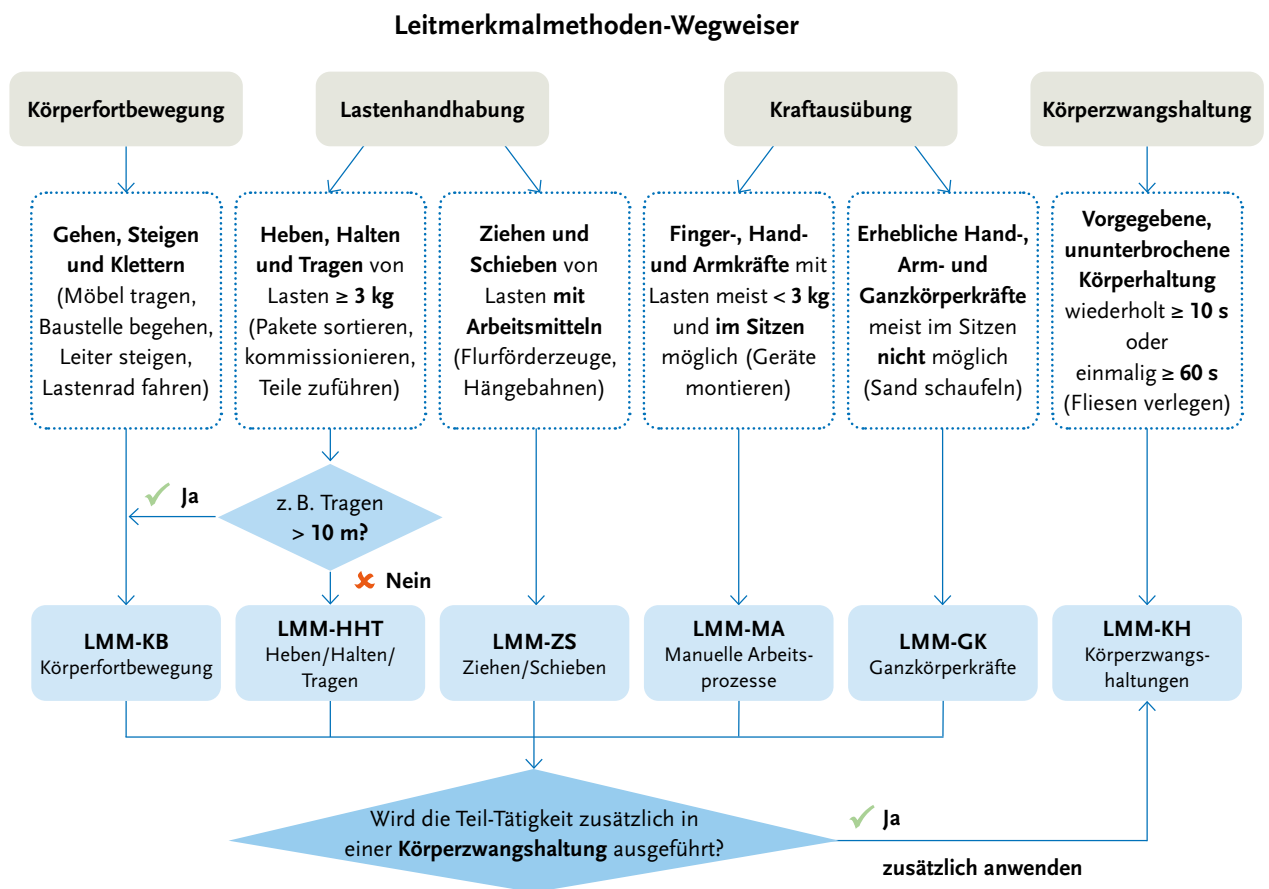 Leitmerkmalmethoden-Wegweiser
Körperfortbewegung
Lastenhandhabung
Kraftausübung
Körperzwangshaltung
Gehen, Steigen
und Klettern
(Möbel tragen,
Baustelle begehen,
Leiter steigen,
Lastenrad fahren)
Heben, Halten
und Tragen von
Lasten ≥ 3 kg
(Pakete sortieren,
kommissionieren,
Teile zuführen)
Ziehen und
Schieben von
Lasten mit
Arbeitsmitteln
(Flurförderzeuge,
Hängebahnen)
Finger-, Hand-
und Armkräfte mit
Lasten meist < 3 kg
und im Sitzen
möglich (Geräte
montieren)
Erhebliche Hand-,
Arm- und
Ganzkörperkräfte
meist im Sitzen
nicht möglich
(Sand schaufeln)
Vorgegebene,
ununterbrochene
Körperhaltung
wiederholt ≥ 10 s
oder
einmalig ≥ 60 s
(Fliesen verlegen)
Ja
z. B. Tragen
> 10 m?
Nein
LMM-KB
Körperfortbewegung
LMM-HHT
Heben/Halten/
Tragen
LMM-ZS
Ziehen/Schieben
LMM-MA
Manuelle Arbeits-
prozesse
LMM-GK
Ganzkörperkräfte
LMM-KH
Körperzwangs-
haltungen
Wird die Teil-Tätigkeit zusätzlich in
einer Körperzwangshaltung ausgeführt?
Ja
zusätzlich anwenden